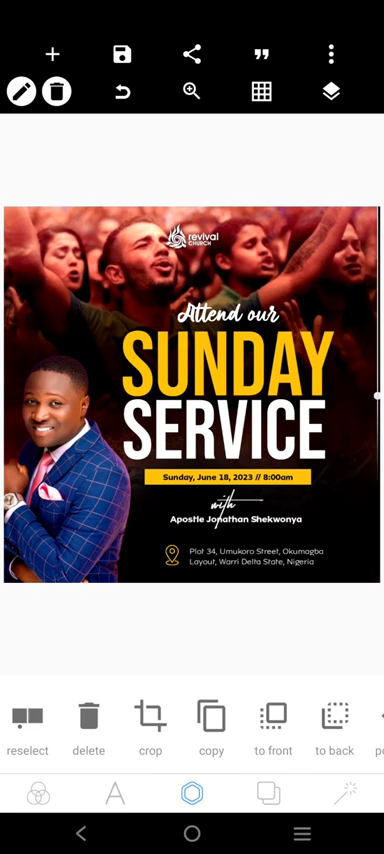 revival
CHURCH
Attend our
SUNDAY
SERVICE
Sunday, June 18, 2023 // 8:00am
with
Apostle Jonathan Shekwonya
Plot 34, Umukoro Street, Okumagba
Layout, Warri Delta State, Nigeria
reselect delete crop copy to front to back po